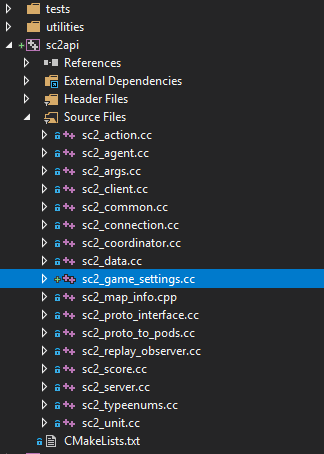 tests
utilities
sc2api
References
External Dependencies
Header Files
Source Files
sc2_action.cc
sc2_agent.cc
sc2_args.cc
sc2_client.cc
sc2_common.cc
sc2_connection.cc
sc2_coordinator.cc
sc2_data.cc
sc2_game_settings.cc
sc2_map_info.cpp
sc2_proto_interface.cc
sc2_proto_to_pods.cc
sc2_replay_observer.cc
sc2_score.cc
sc2_server.cc
sc2_typeenums.cc
sc2_unit.cc
CMakeLists.txt